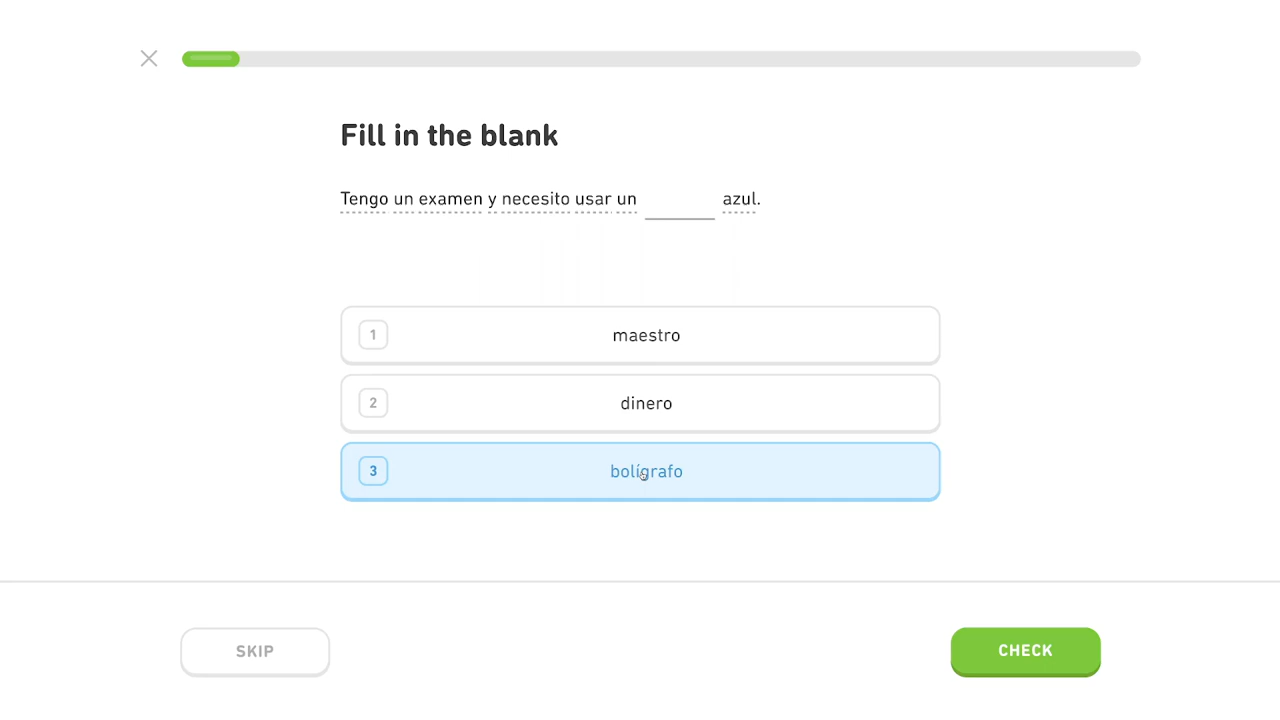 Fill in the blank
Tengo un examen y necesito usar un ______ azul.
1 maestro
2 dinero
3 bolígrafo
SKIP
CHECK